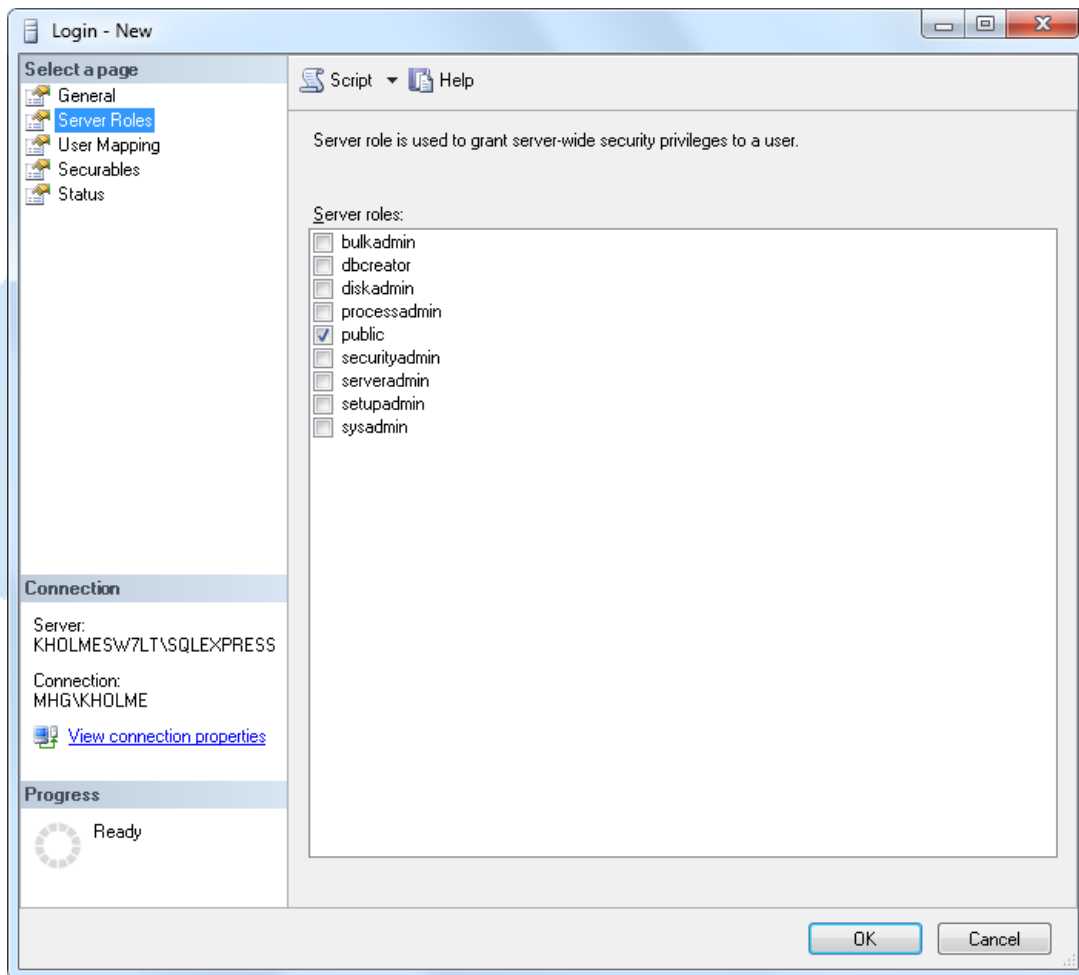 Login - New
Select a page
General
Server Roles
User Mapping
Securables
Status
Script Help
Server role is used to grant server-wide security privileges to a user.
Server roles:
bulkadmin
dbcreator
diskadmin
processadmin
public
securityadmin
serveradmin
setupadmin
sysadmin
Connection
Server:
KHOLMESW7LT\SQLEXPRESS
Connection:
MHG\KHOLME
View connection properties
Progress
Ready
OK Cancel